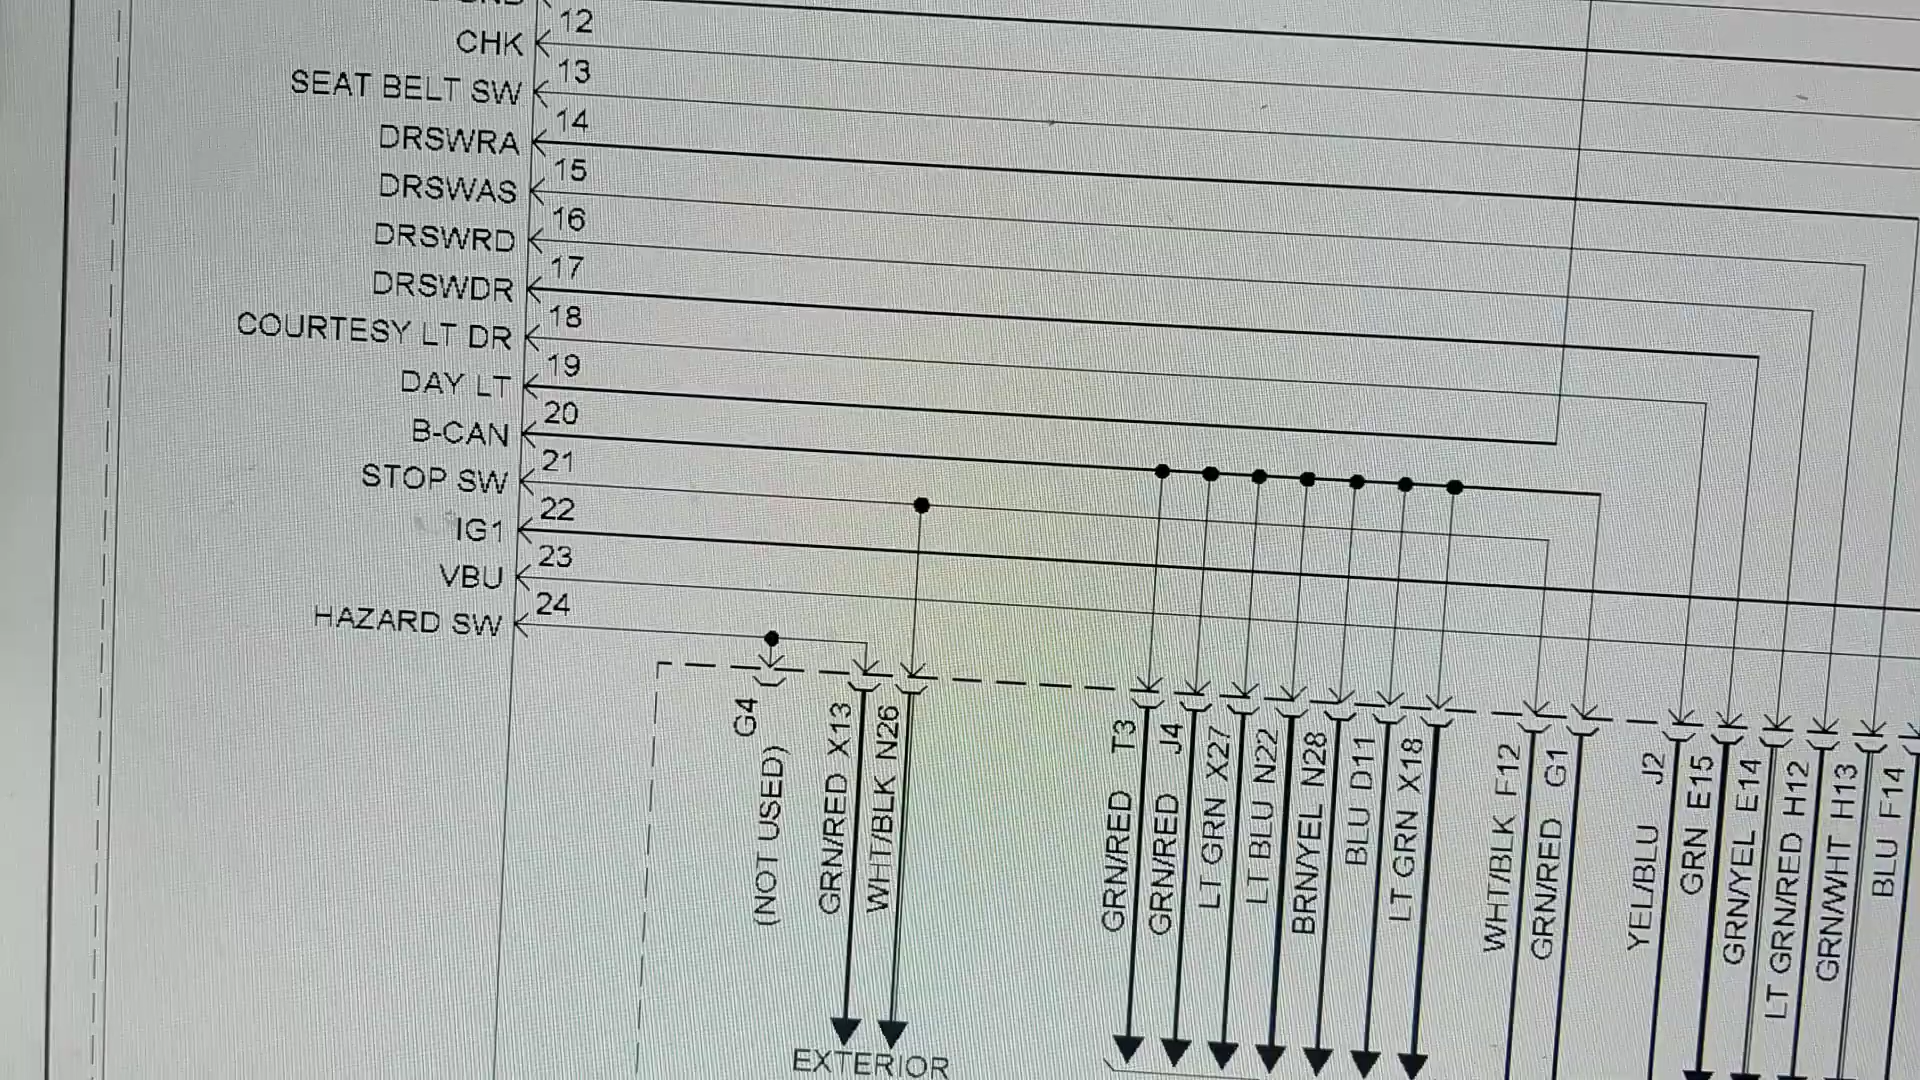 12
CHK
13
SEAT BELT SW
14
DRSWRA
15
DRSWAS
16
DRSWRD
17
DRSWDR
18
COURTESY LT DR
19
DAY LT
20
B-CAN
21
STOP SW
22
IG1
23
VBU
24
HAZARD SW
G4
(NOT USED)
GRN/RED X13
WHT/BLK N26
GRN/RED T3
GRN/RED J4
LT GRN X27
LT BLU N22
BRN/YEL N28
BLU D11
LT GRN X18
WHT/BLK F12
GRN/RED G1
YEL/BLU J2
GRN E15
GRN/YEL E14
LT GRN/RED H12
GRN/WHT H13
BLU F14
EXTERIOR